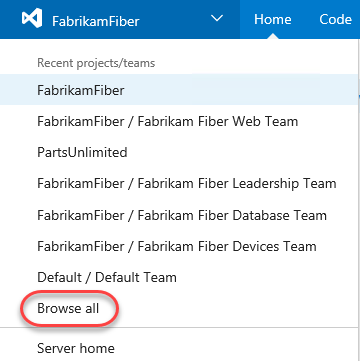 FabrikamFiber
Home
Code
Recent projects/teams
FabrikamFiber
FabrikamFiber / Fabrikam Fiber Web Team
PartsUnlimited
FabrikamFiber / Fabrikam Fiber Leadership Team
FabrikamFiber / Fabrikam Fiber Database Team
FabrikamFiber / Fabrikam Fiber Devices Team
Default / Default Team
Browse all
Server home